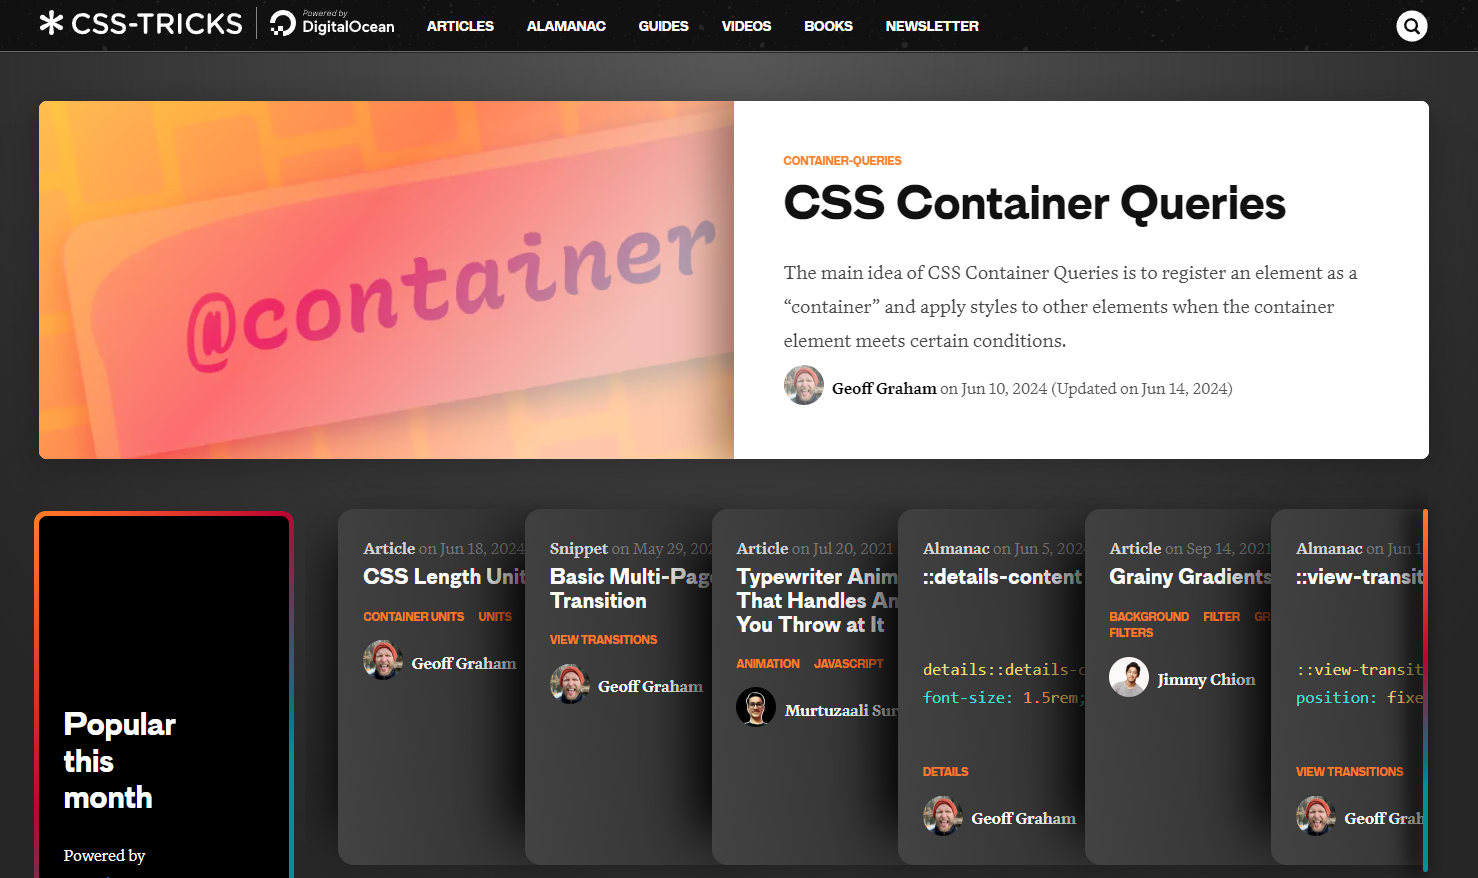 CSS-TRICKS
Powered by
DigitalOcean
ARTICLES
ALAMANAC
GUIDES
VIDEOS
BOOKS
NEWSLETTER
@container
CONTAINER-QUERIES
CSS Container Queries
The main idea of CSS Container Queries is to register an element as a
“container” and apply styles to other elements when the container
element meets certain conditions.
Geoff Graham on Jun 10, 2024 (Updated on Jun 14, 2024)
Popular
this
month
Powered by
Article on Jun 18, 2024
CSS Length Unit
CONTAINER UNITS UNITS
Geoff Graham
Snippet on May 29, 202
Basic Multi-Pag
Transition
VIEW TRANSITIONS
Geoff Graham
Article on Jul 20, 2021
Typewriter Anim
That Handles An
You Throw at It
ANIMATION JAVASCRIPT
Murtuzaali Sur
Almanac on Jun 5, 202
::details-content
details::details-c
font-size: 1.5rem;
DETAILS
Geoff Graham
Article on Sep 14, 2021
Grainy Gradients
BACKGROUND FILTER GR
FILTERS
Jimmy Chion
Almanac on Jun 1
::view-transit
::view-transit
position: fixe
VIEW TRANSITIONS
Geoff Grah